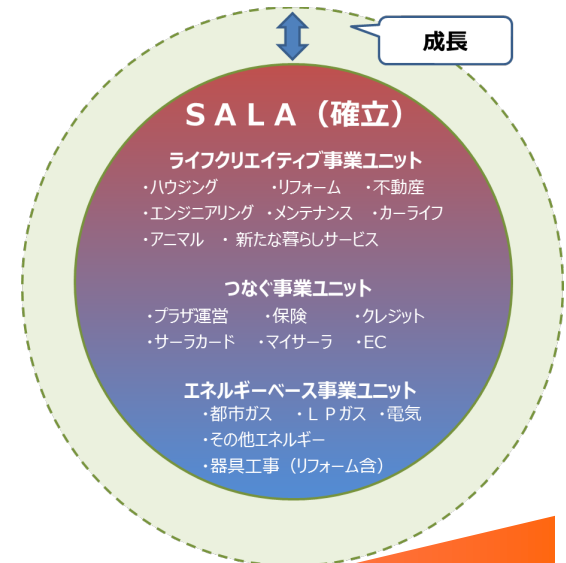 成長
ＳＡＬＡ（確立）
ライフクリエイティブ事業ユニット
・ハウジング ・リフォーム ・不動産
・エンジニアリング ・メンテナンス ・カーライフ
・アニマル ・ 新たな暮らしサービス
つなぐ事業ユニット
・プラザ運営 ・保険 ・クレジット
・サーラカード ・マイサーラ ・EC
エネルギーベース事業ユニット
・都市ガス ・ＬＰガス ・電気
・その他エネルギー
・器具工事（リフォーム含）